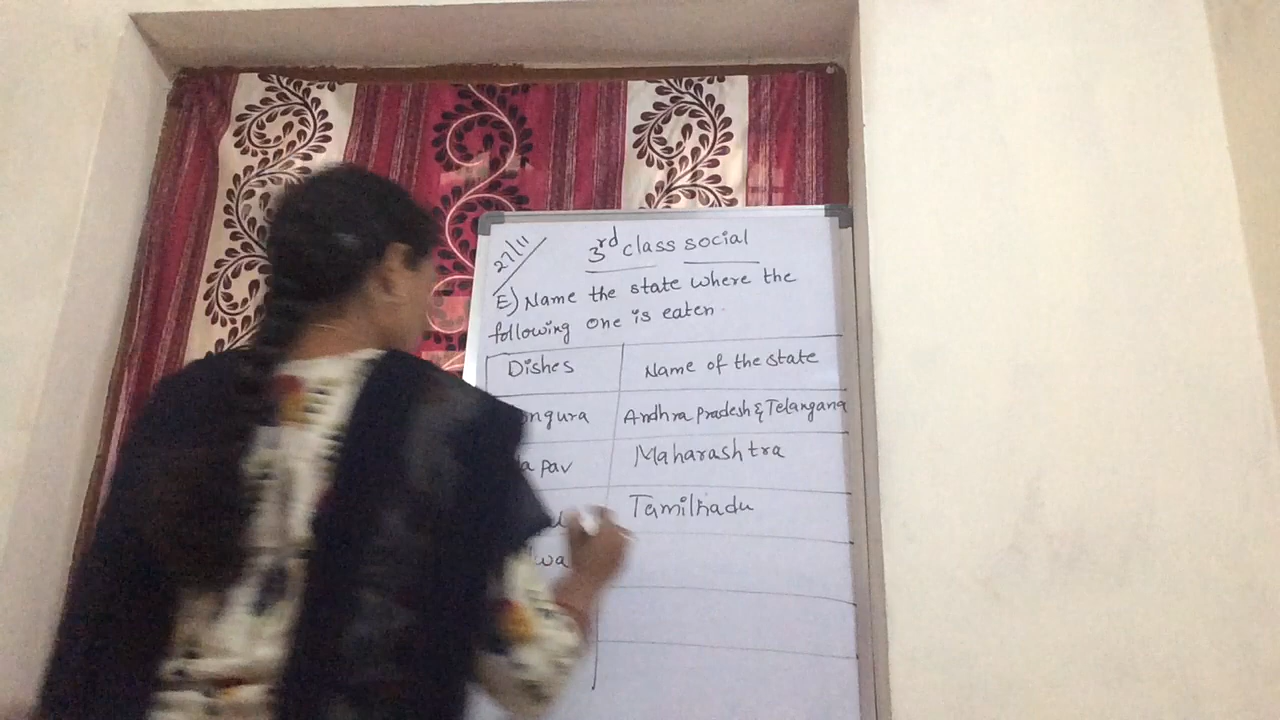 27/11
3rd class social
E) Name the state where the
following one is eaten.
Dishes Name of the state
ngura Andhra pradesh & Telangana
pav Maharashtra
Tamilnadu